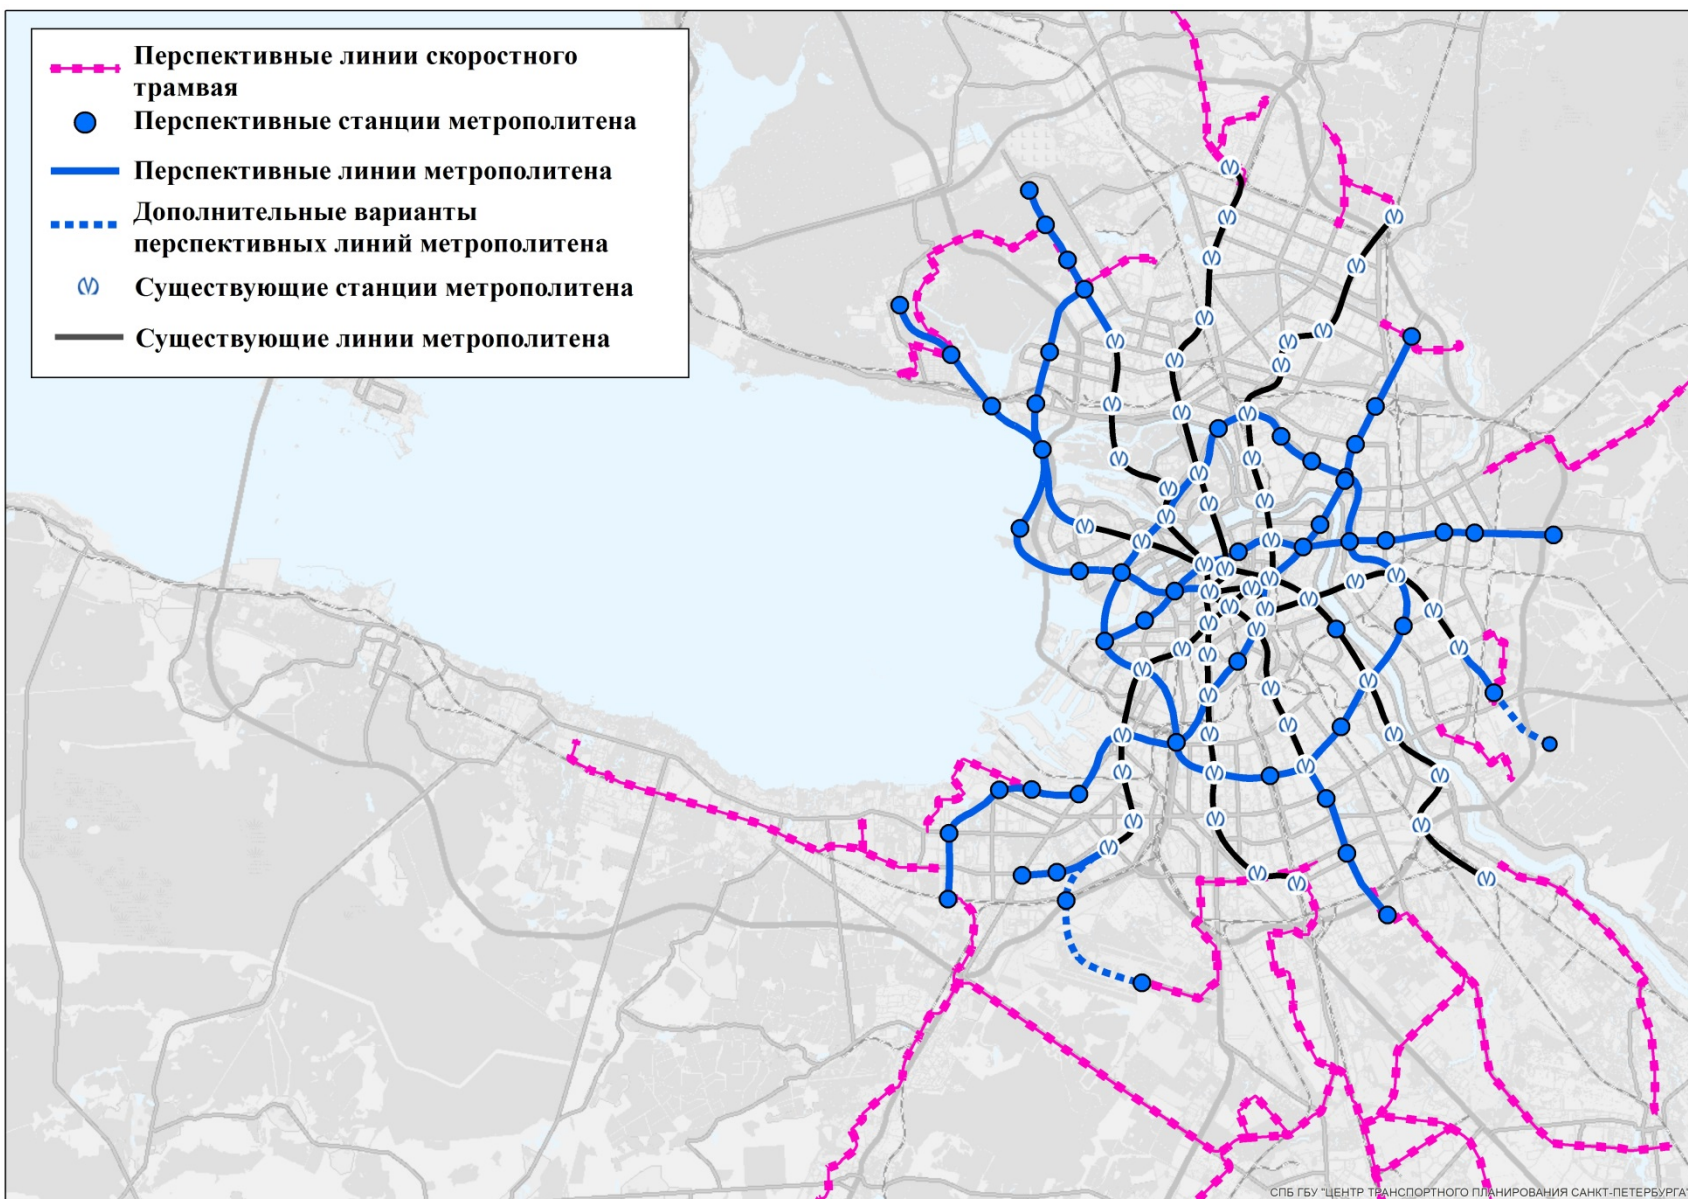 Перспективные линии скоростного
трамвая
Перспективные станции метрополитена
Перспективные линии метрополитена
Дополнительные варианты
перспективных линий метрополитена
Существующие станции метрополитена
Существующие линии метрополитена
СПБ ГБУ "ЦЕНТР ТРАНСПОРТНОГО ПЛАНИРОВАНИЯ САНКТ-ПЕТЕРБУРГА"